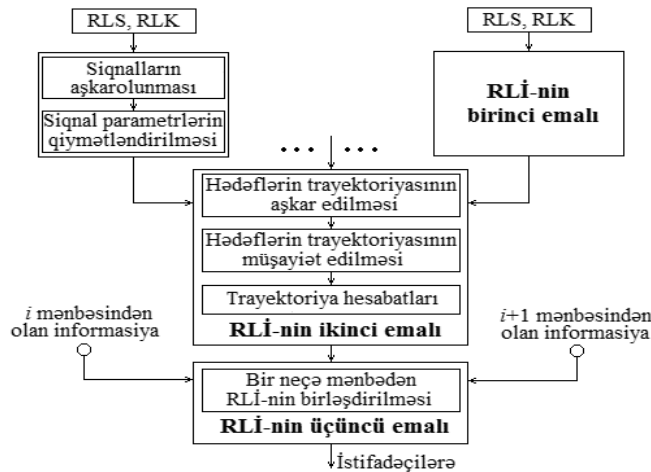 RLS, RLK
RLS, RLK
Siqnalların
aşkarolunması
Siqnal parametrlərin
qiymətləndirilməsi
RLİ-nin
birinci emalı
... ...
Hədəflərin trayektoriyasının
aşkar edilməsi
Hədəflərin trayektoriyasının
müşayiət edilməsi
Trayektoriya hesabatları
RLİ-nin ikinci emalı
i mənbəsindən
olan informasiya
i+1 mənbəsindən
olan informasiya
Bir neçə mənbədən
RLİ-nin birləşdirilməsi
RLİ-nin üçüncü emalı
İstifadəçilərə